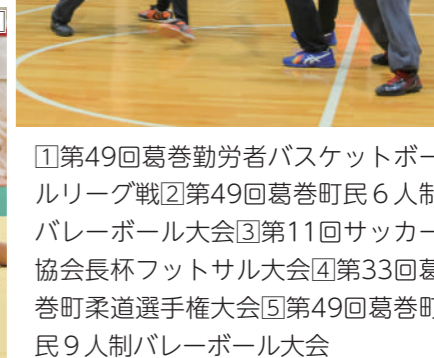 1第49回葛巻勤労者バスケットボー
ルリーグ戦2第49回葛巻町民６人制
バレーボール大会3第11回サッカー
協会長杯フットサル大会4第33回葛
巻町柔道選手権大会5第49回葛巻町
民９人制バレーボール大会